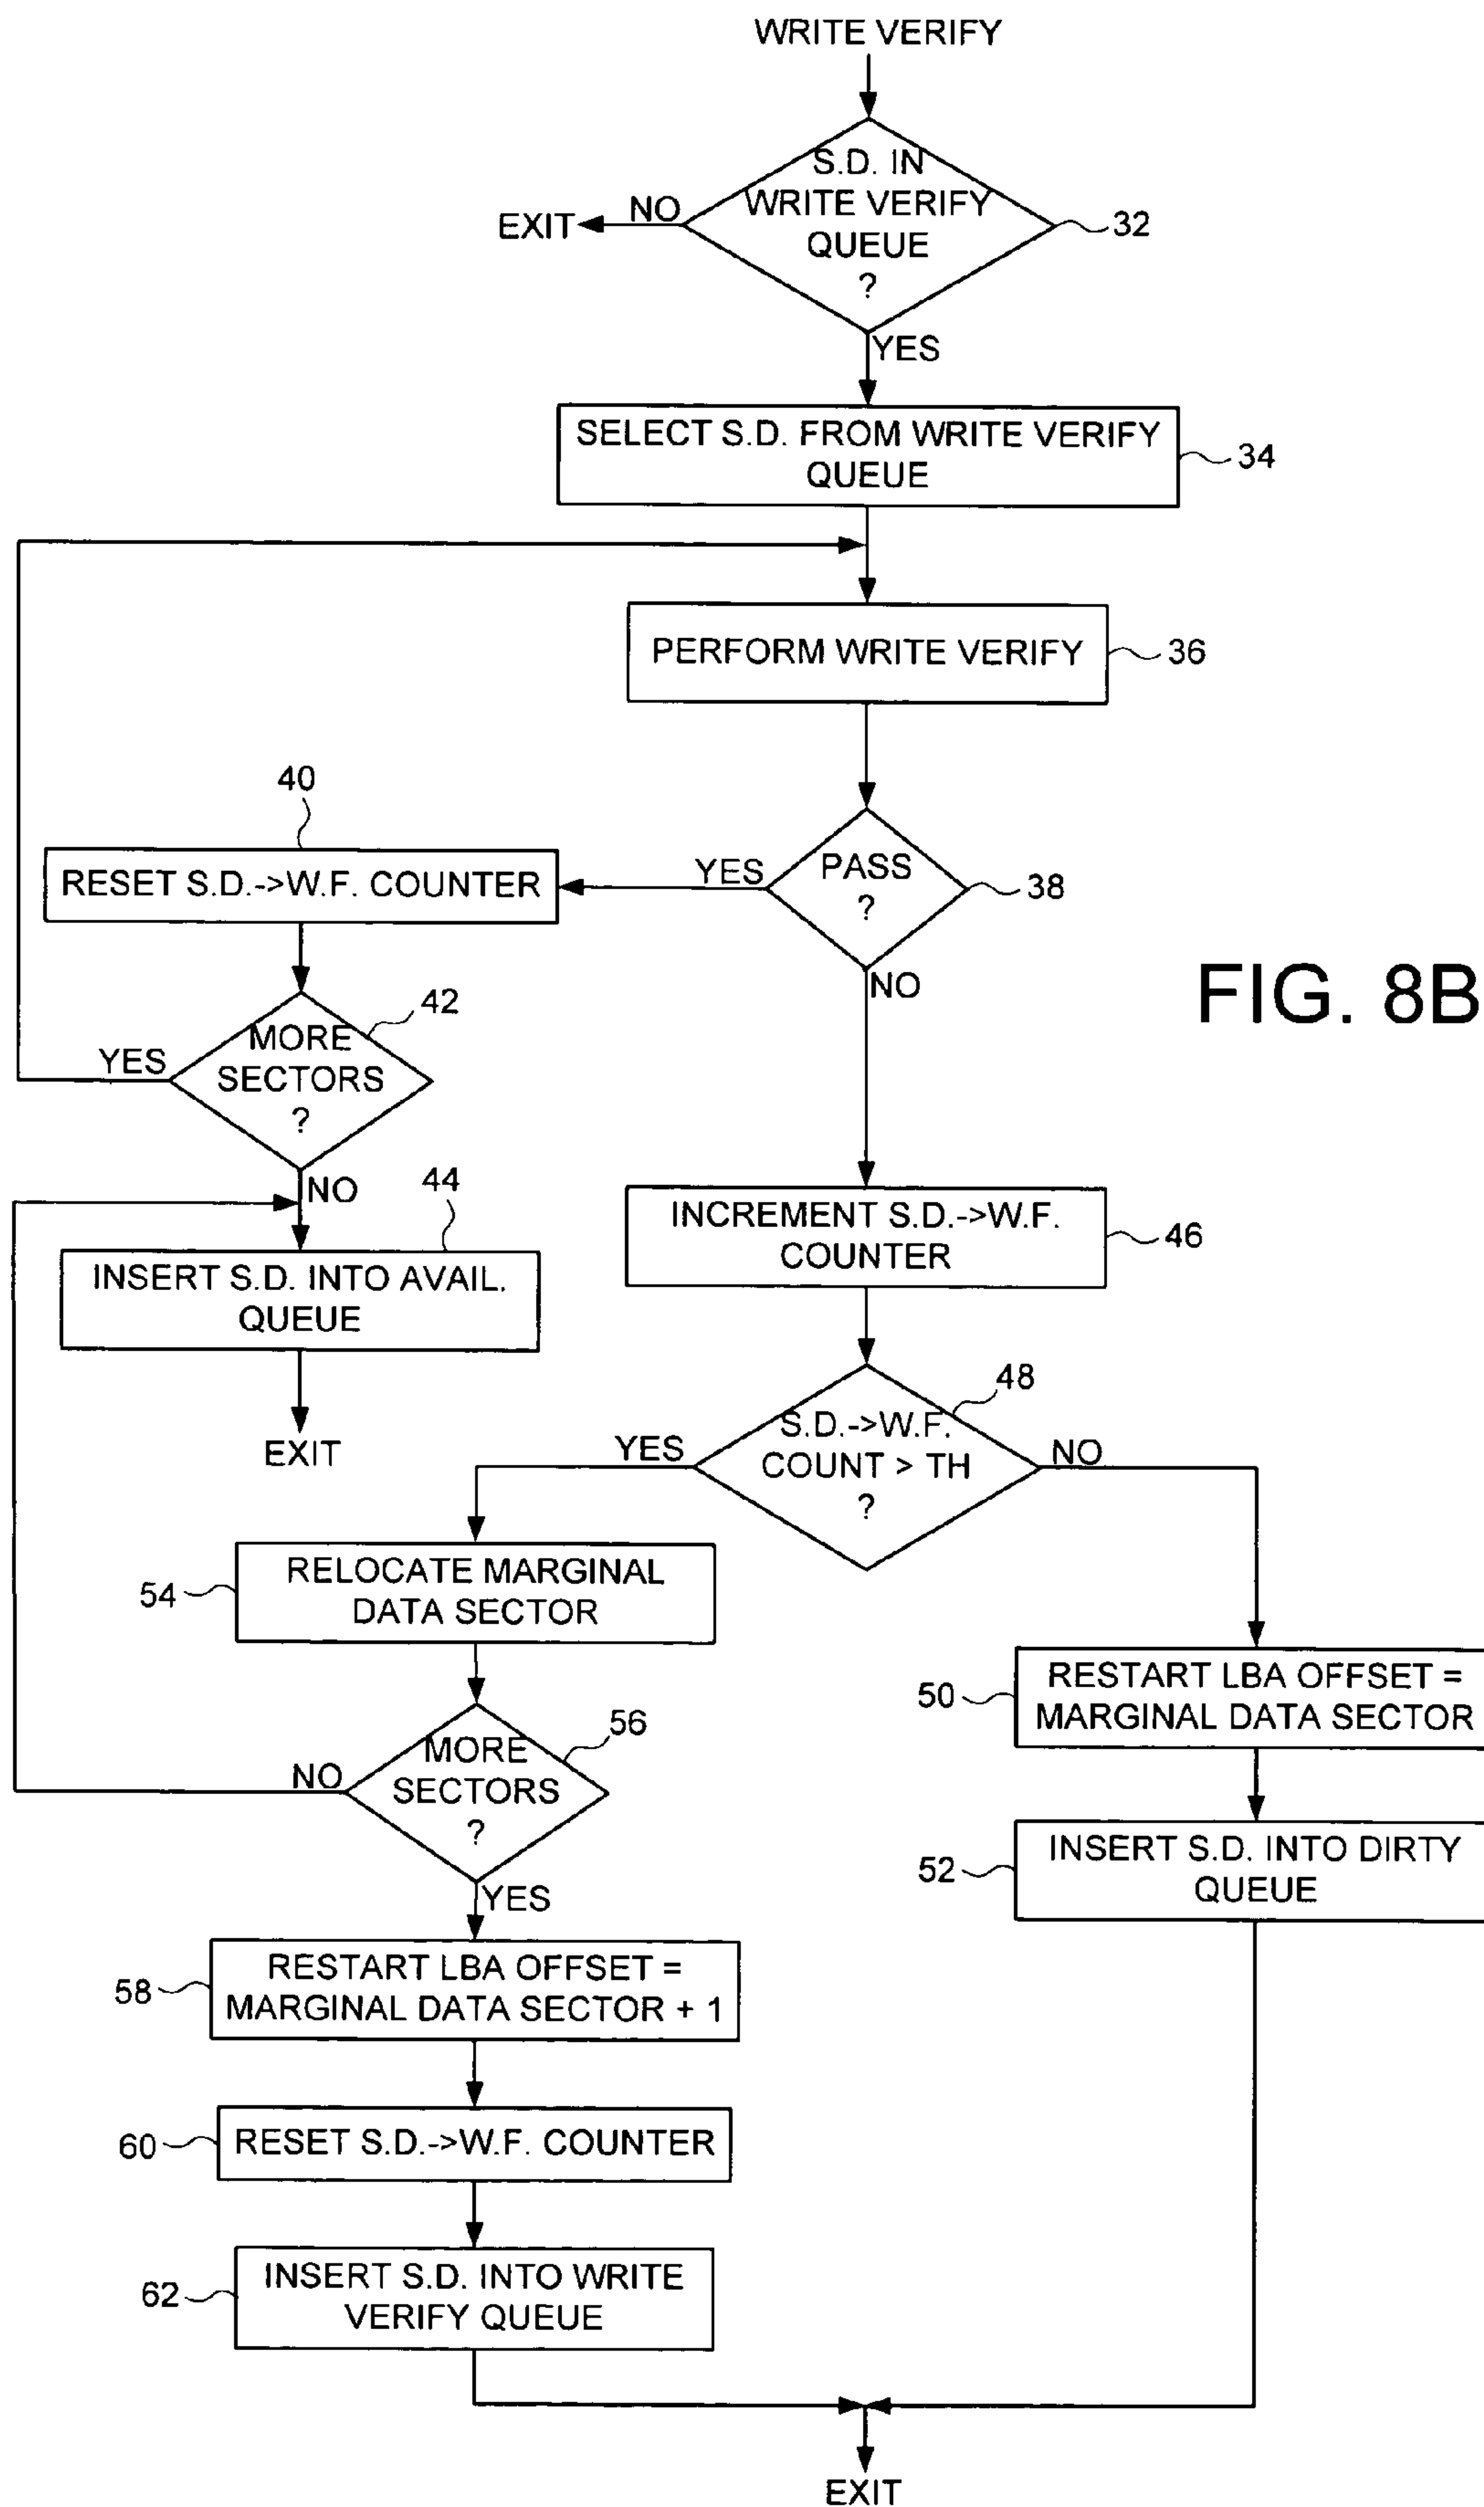 WRITE VERIFY
S.D. IN
WRITE VERIFY
QUEUE
?
32
NO
EXIT
YES
SELECT S.D. FROM WRITE VERIFY
QUEUE
34
PERFORM WRITE VERIFY
36
40
RESET S.D.->W.F. COUNTER
YES
PASS
?
38
NO
FIG. 8B
42
MORE
SECTORS
?
YES
NO
44
INSERT S.D. INTO AVAIL.
QUEUE
EXIT
INCREMENT S.D.->W.F.
COUNTER
46
48
S.D.->W.F.
COUNT > TH
?
YES
NO
54
RELOCATE MARGINAL
DATA SECTOR
50
RESTART LBA OFFSET =
MARGINAL DATA SECTOR
56
MORE
SECTORS
?
NO
YES
52
INSERT S.D. INTO DIRTY
QUEUE
58
RESTART LBA OFFSET =
MARGINAL DATA SECTOR + 1
60
RESET S.D.->W.F. COUNTER
62
INSERT S.D. INTO WRITE
VERIFY QUEUE
EXIT